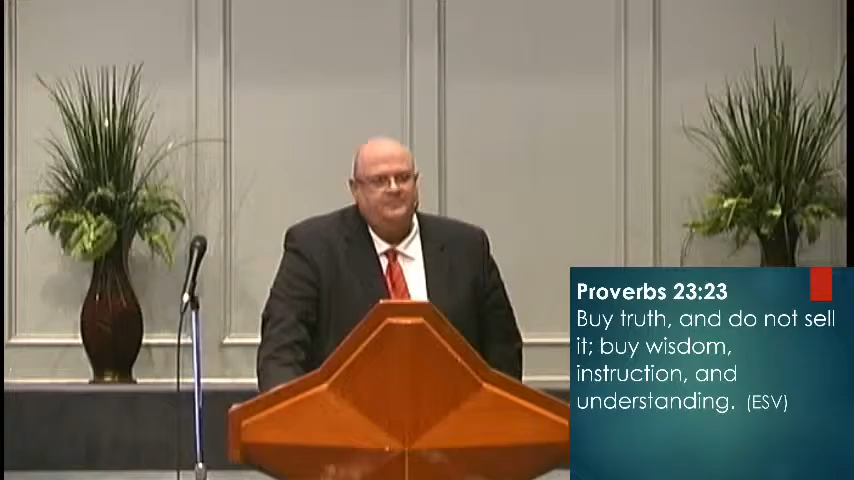 Proverbs 23:23
Buy truth, and do not sell
it; buy wisdom,
instruction, and
understanding. (ESV)